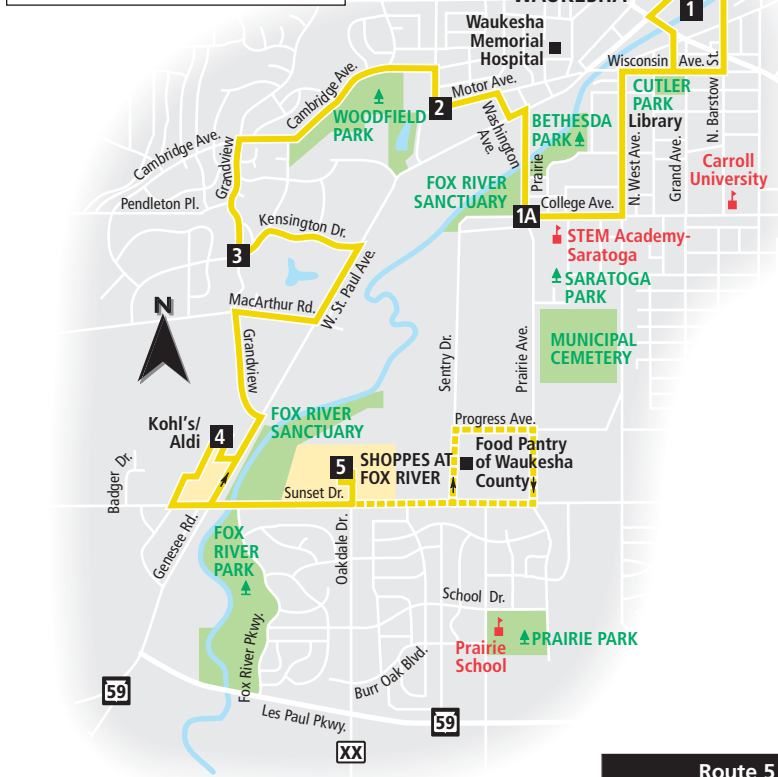 WAUKESHA
1
Waukesha
Memorial
Hospital
Wisconsin Ave.
N. Barstow St.
Cambridge Ave.
Motor Ave.
2
WOODFIELD
PARK
Washington
Ave.
BETHESDA
PARK
CUTLER
PARK
Library
N. West Ave.
Grand Ave.
Carroll
University
Cambridge Ave.
Grandview
Pendleton Pl.
FOX RIVER
SANCTUARY
Prairie
1A
College Ave.
Kensington Dr.
3
STEM Academy-
Saratoga
SARATOGA
PARK
W. St. Paul Ave.
MacArthur Rd.
N
Grandview
Sentry Dr.
Prairie Ave.
MUNICIPAL
CEMETERY
Kohl's/
Aldi
4
FOX RIVER
SANCTUARY
Progress Ave.
5
SHOPPES AT
FOX RIVER
Food Pantry
of Waukesha
County
Badger Dr.
Sunset Dr.
Genesee Rd.
FOX
RIVER
PARK
Oakdale Dr.
School Dr.
Prairie
School
PRAIRIE PARK
Fox River Pkwy.
Burr Oak Blvd.
59
Les Paul Pkwy.
59
XX
Route 5